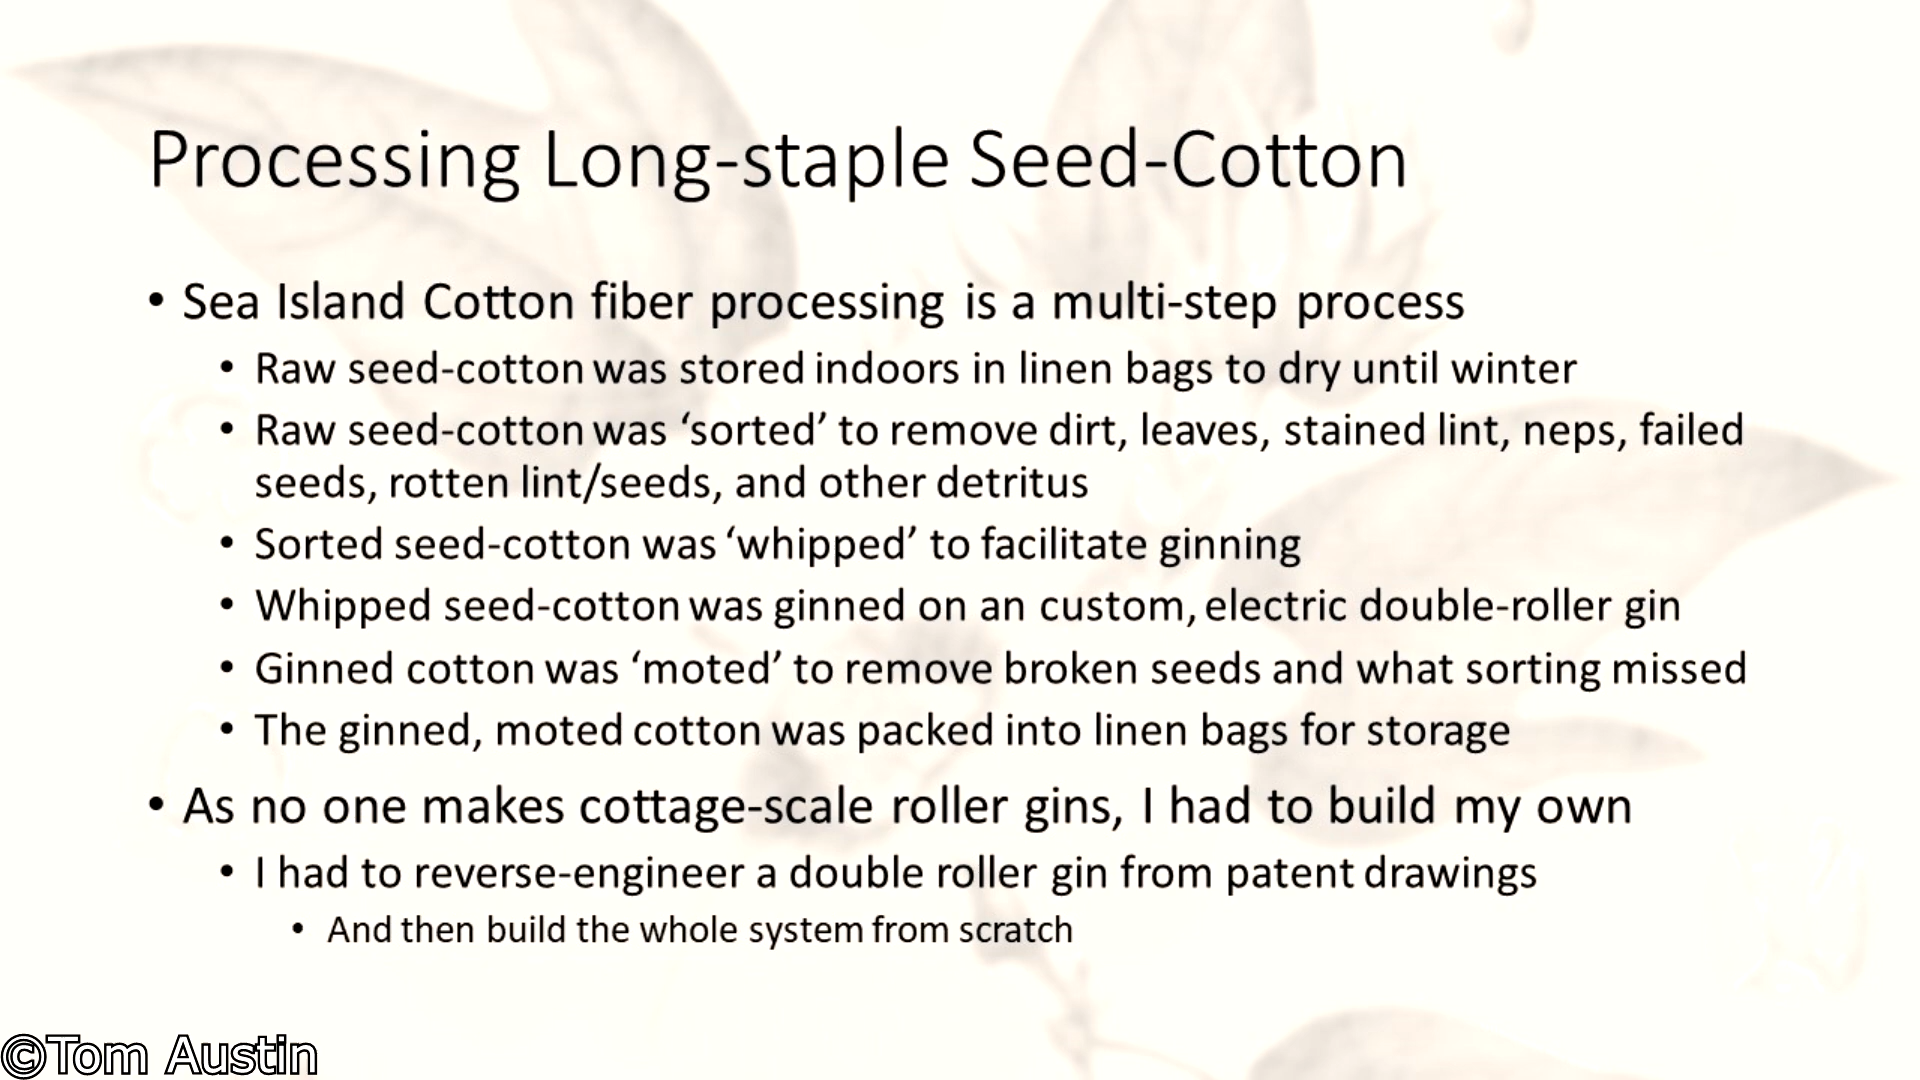 Processing Long-staple Seed-Cotton
• Sea Island Cotton fiber processing is a multi-step process
• Raw seed-cotton was stored indoors in linen bags to dry until winter
• Raw seed-cotton was ‘sorted’ to remove dirt, leaves, stained lint, neps, failed
seeds, rotten lint/seeds, and other detritus
• Sorted seed-cotton was ‘whipped’ to facilitate ginning
• Whipped seed-cotton was ginned on an custom, electric double-roller gin
• Ginned cotton was ‘moted’ to remove broken seeds and what sorting missed
• The ginned, moted cotton was packed into linen bags for storage
• As no one makes cottage-scale roller gins, I had to build my own
• I had to reverse-engineer a double roller gin from patent drawings
• And then build the whole system from scratch
©Tom Austin